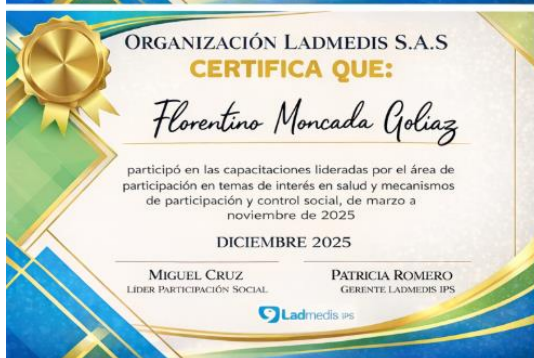 ORGANIZACIÓN LADMEDIS S.A.S
CERTIFICA QUE:
Florentino Moncada Goliaz
participó en las capacitaciones lideradas por el área de
participación en temas de interés en salud y mecanismos
de participación y control social, de marzo a
noviembre de 2025
DICIEMBRE 2025
MIGUEL CRUZ
LÍDER PARTICIPACIÓN SOCIAL
PATRICIA ROMERO
GERENTE LADMEDIS IPS
Ladmedis IPS